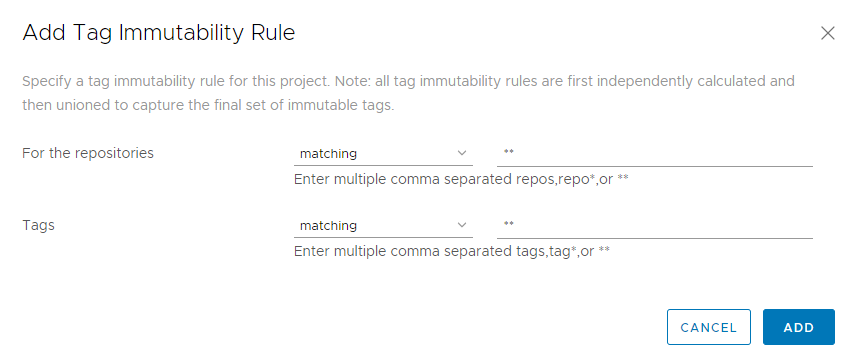 Add Tag Immutability Rule
Specify a tag immutability rule for this project. Note: all tag immutability rules are first independently calculated and
then unioned to capture the final set of immutable tags.
For the repositories matching **
Enter multiple comma separated repos,repo*,or **
Tags matching **
Enter multiple comma separated tags,tag*,or **
CANCEL ADD